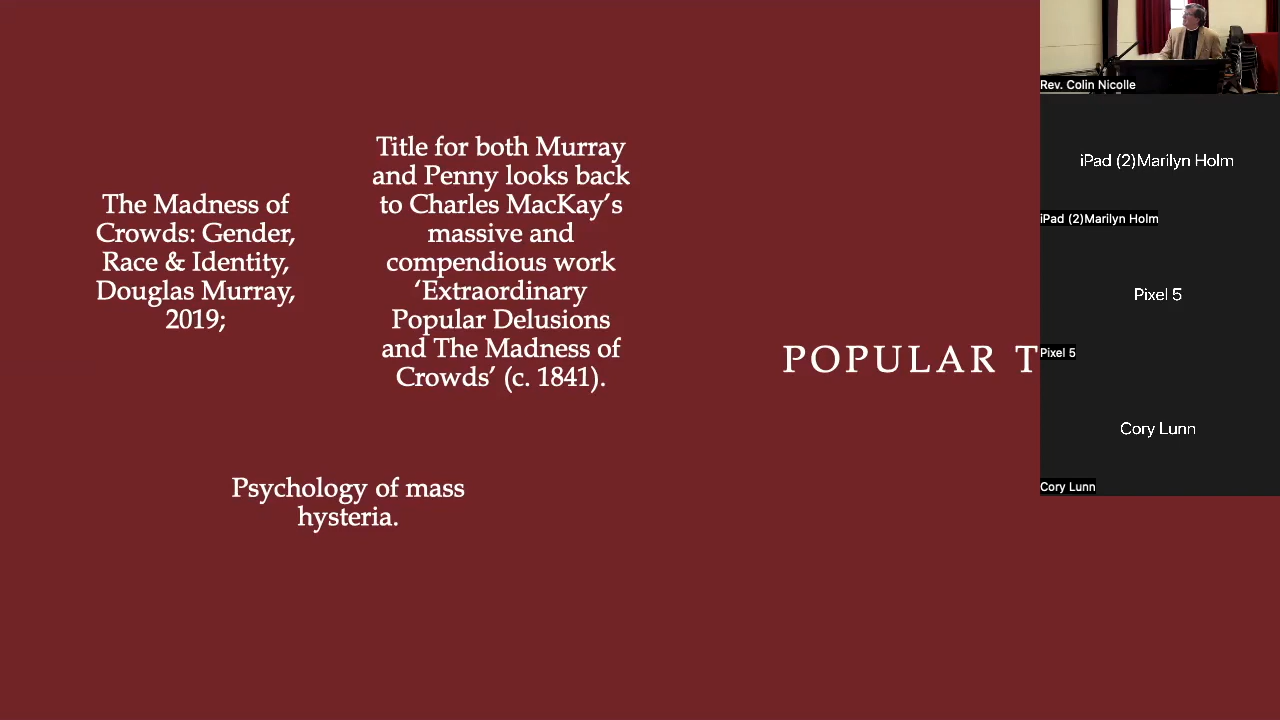 The Madness of
Crowds: Gender,
Race & Identity,
Douglas Murray,
2019;
Title for both Murray
and Penny looks back
to Charles MacKay’s
massive and
compendious work
‘Extraordinary
Popular Delusions
and The Madness of
Crowds’ (c. 1841).
Psychology of mass
hysteria.
POPULAR T
Rev. Colin Nicolle
iPad (2)Marilyn Holm
iPad (2)Marilyn Holm
Pixel 5
Pixel 5
Cory Lunn
Cory Lunn